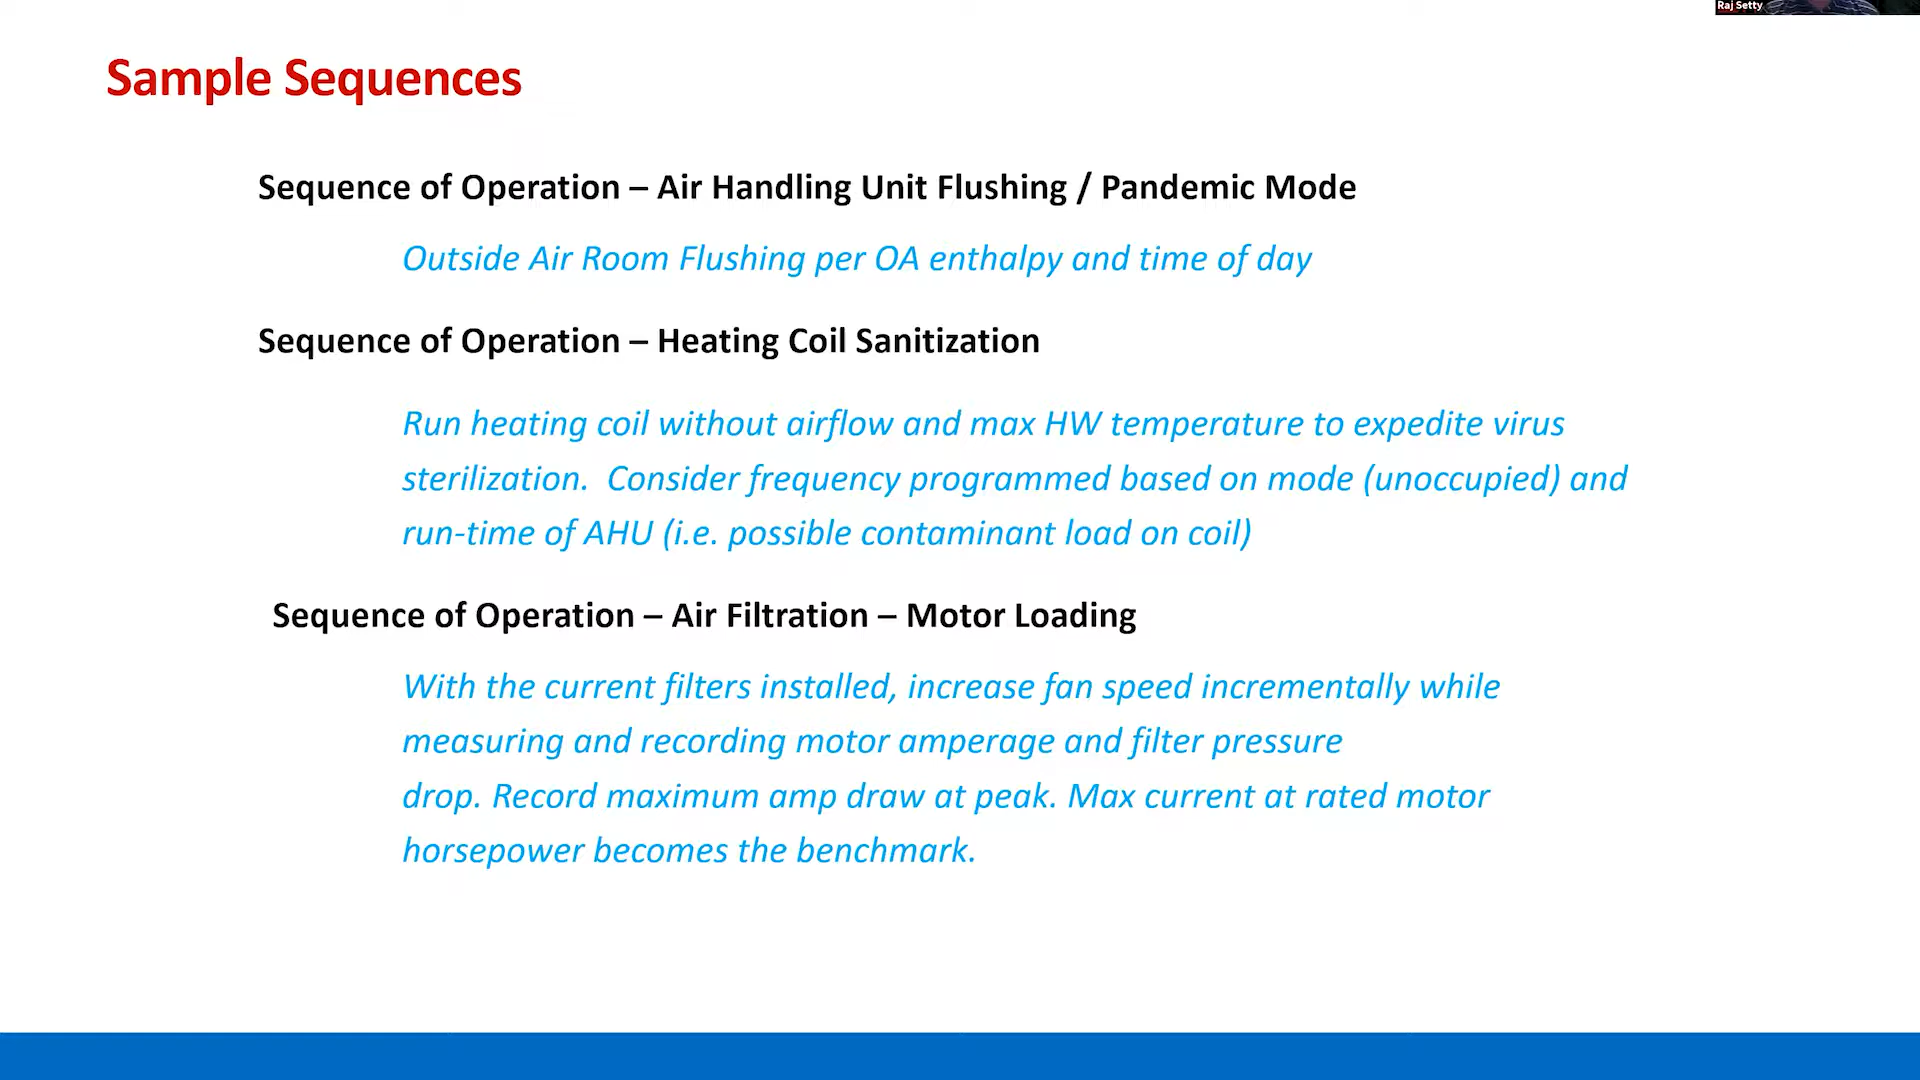 Raj Setty
Sample Sequences
Sequence of Operation – Air Handling Unit Flushing / Pandemic Mode
Outside Air Room Flushing per OA enthalpy and time of day
Sequence of Operation – Heating Coil Sanitization
Run heating coil without airflow and max HW temperature to expedite virus
sterilization.  Consider frequency programmed based on mode (unoccupied) and
run-time of AHU (i.e. possible contaminant load on coil)
Sequence of Operation – Air Filtration – Motor Loading
With the current filters installed, increase fan speed incrementally while
measuring and recording motor amperage and filter pressure
drop. Record maximum amp draw at peak. Max current at rated motor
horsepower becomes the benchmark.